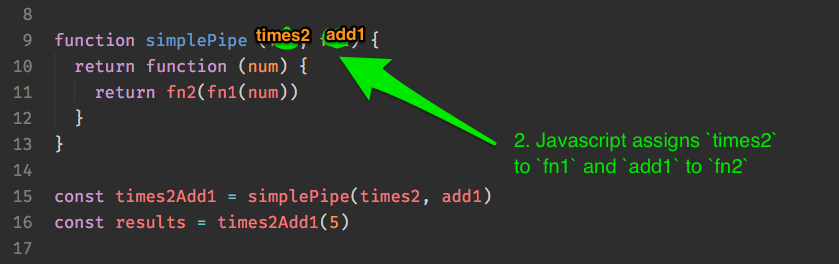 8
9 function simplePipe (times2, add1) {
10 return function (num) {
11 return fn2(fn1(num))
12 }
13 }
14
15 const times2Add1 = simplePipe(times2, add1)
16 const results = times2Add1(5)
17
2. Javascript assigns `times2`
to `fn1` and `add1` to `fn2`